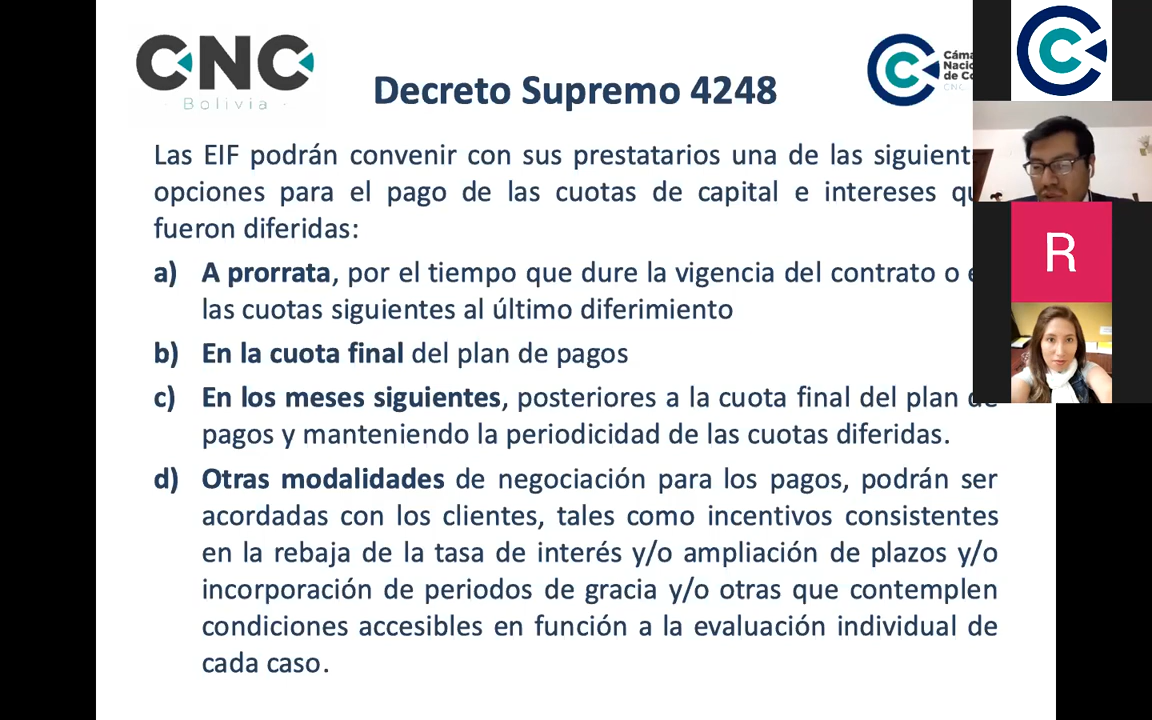 CNC
Bolivia
Decreto Supremo 4248
Las EIF podrán convenir con sus prestatarios una de las
opciones para el pago de las cuotas de capital e intereses
fueron diferidas:
a) A prorrata, por el tiempo que dure la vigencia del contrato o
las cuotas siguientes al último diferimiento
b) En la cuota final del plan de pagos
c) En los meses siguientes, posteriores a la cuota final del plan de
pagos y manteniendo la periodicidad de las cuotas diferidas.
d) Otras modalidades de negociación para los pagos, podrán ser
acordadas con los clientes, tales como incentivos consistentes
en la rebaja de la tasa de interés y/o ampliación de plazos y/o
incorporación de periodos de gracia y/o otras que contemplen
condiciones accesibles en función a la evaluación individual de
cada caso.
R